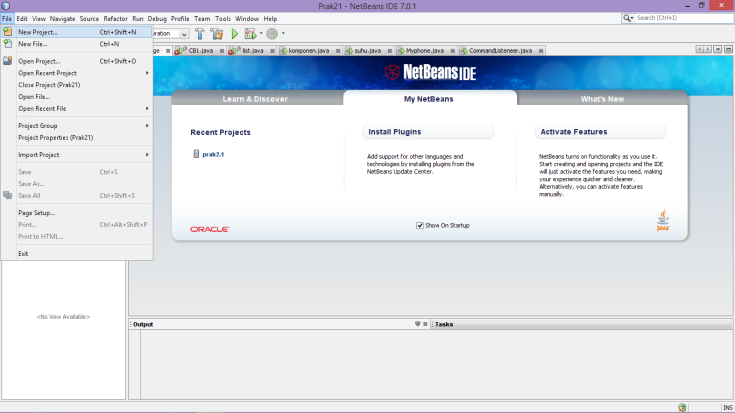 Prak21 - NetBeans IDE 7.0.1
File Edit View Navigate Source Refactor Run Debug Profile Team Tools Window Help
Search (Ctrl+I)
New Project... Ctrl+Shift+N
New File... Ctrl+N
Open Project... Ctrl+Shift+O
Open Recent Project
Close Project (Prak21)
Open File...
Open Recent File
Project Group
Project Properties (Prak21)
Import Project
Save Ctrl+S
Save As...
Save All Ctrl+Shift+S
Page Setup...
Print... Ctrl+Alt+Shift+P
Print to HTML...
Exit
CB1.java list.java komponen.java suhu.java Myphone.java CommandListeneer.java
NetBeans IDE
Learn & Discover My NetBeans What's New
Recent Projects
prak2.1
Install Plugins
Add support for other languages and
technologies by installing plugins from the
NetBeans Update Center.
Activate Features
NetBeans turns on functionality as you use it.
Start creating and opening projects and the IDE
will just activate the features you need, making
your experience quicker and cleaner.
Alternatively, you can activate features
manually.
ORACLE
Show On Startup
Java
<No View Available>
Output
Tasks
INS